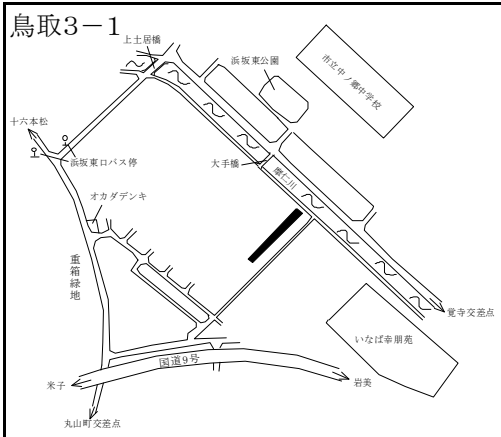 鳥取3－1
上土居橋
浜坂東公園
市立中ノ郷中学校
十六本松
浜坂東口バス停
大手橋
摩仁川
オカダデンキ
重箱緑地
覚寺交差点
いなば幸朋苑
国道9号
米子
岩美
丸山町交差点